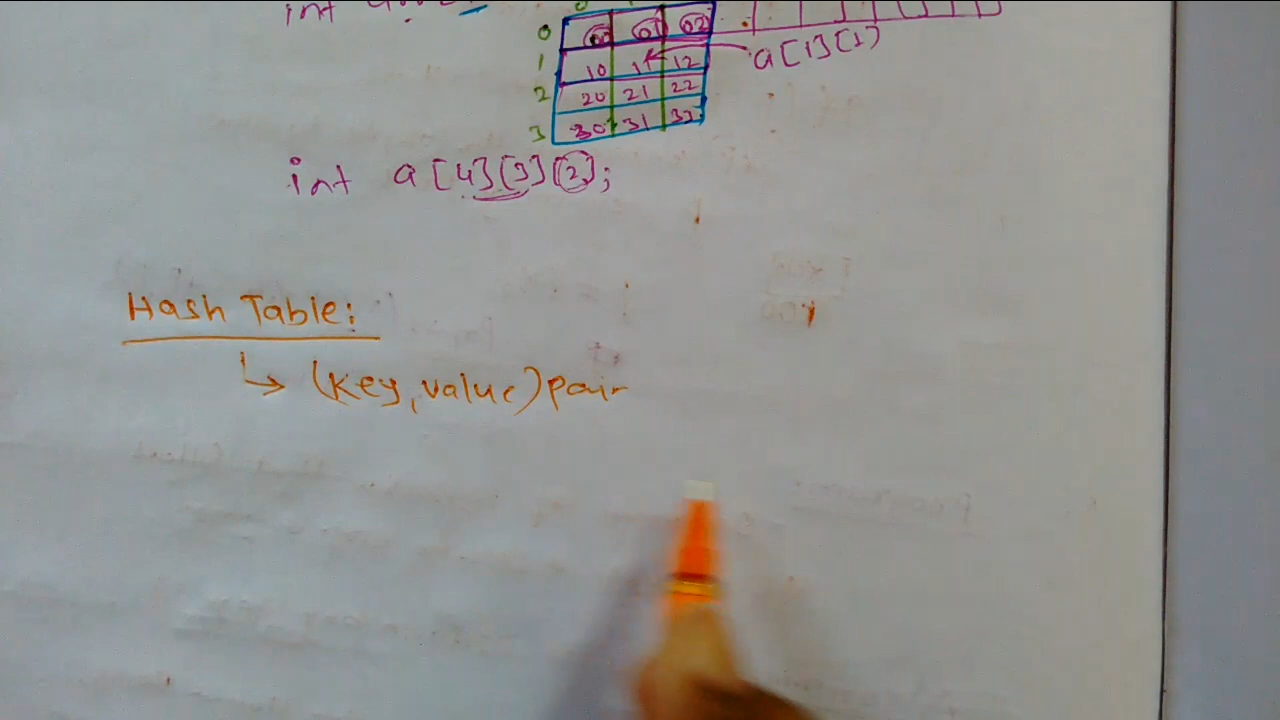 int
0 00 01 02
1 10 11 12 a[1][1]
2 20 21 22
3 30 31 32
int a[4][3][2];
Hash Table:
↳ (Key, value) pair